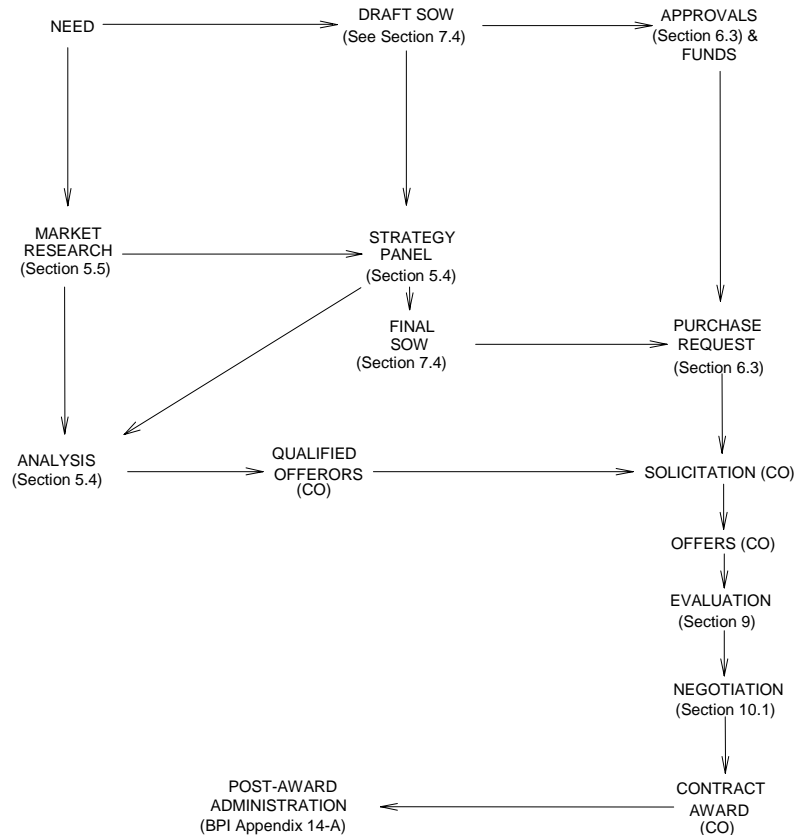 NEED
DRAFT SOW
(See Section 7.4)
APPROVALS
(Section 6.3) &
FUNDS
MARKET
RESEARCH
(Section 5.5)
STRATEGY
PANEL
(Section 5.4)
FINAL
SOW
(Section 7.4)
PURCHASE
REQUEST
(Section 6.3)
ANALYSIS
(Section 5.4)
QUALIFIED
OFFERORS
(CO)
SOLICITATION (CO)
OFFERS (CO)
EVALUATION
(Section 9)
NEGOTIATION
(Section 10.1)
POST-AWARD
ADMINISTRATION
(BPI Appendix 14-A)
CONTRACT
AWARD
(CO)